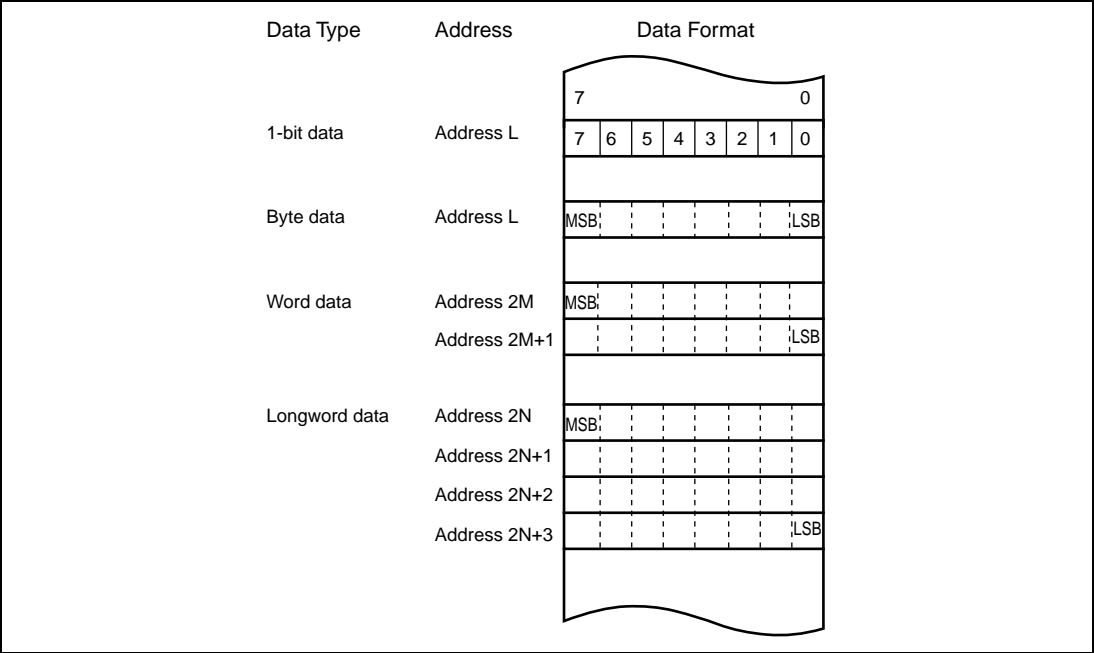 Data Type Address Data Format
7 0
1-bit data Address L 7 6 5 4 3 2 1 0
Byte data Address L MSB LSB
Word data Address 2M MSB
Address 2M+1 LSB
Longword data Address 2N MSB
Address 2N+1
Address 2N+2
Address 2N+3 LSB